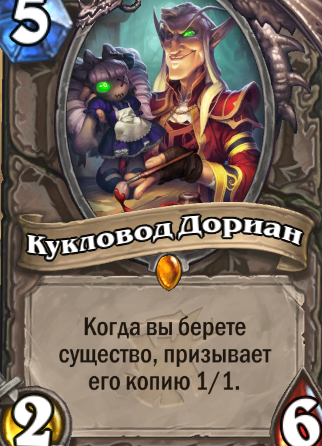 5
Кукловод Дориан
Когда вы берете
существо, призывает
его копию 1/1.
2
6